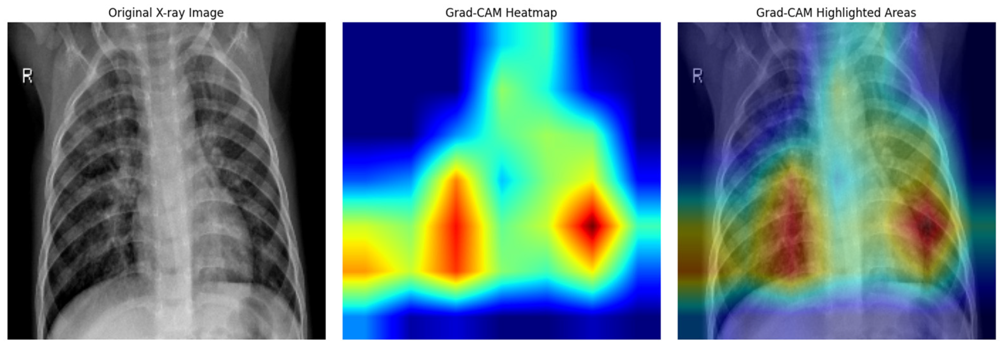 Original X-ray Image
Grad-CAM Heatmap
Grad-CAM Highlighted Areas
R
R